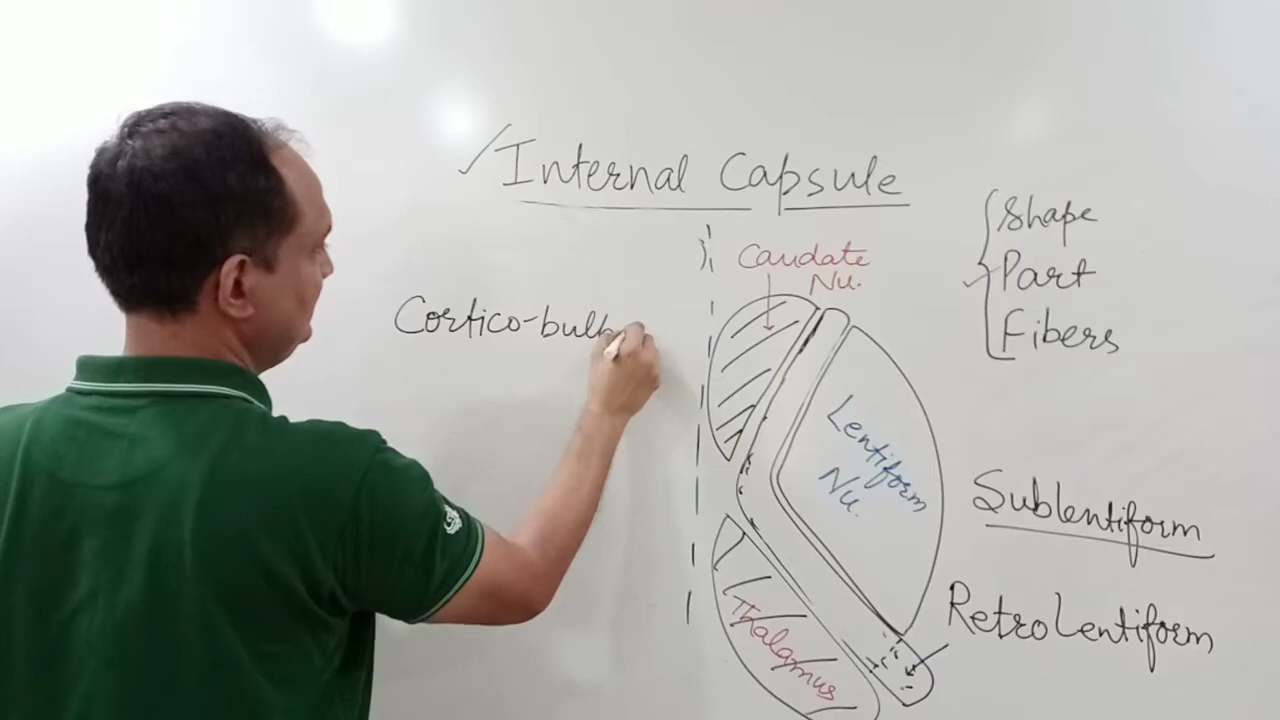 Internal Capsule
Shape
Part
Fibers
Caudate
Nu.
Cortico-bulb
Lentiform
Nu.
Sublentiform
RetroLentiform
Thalamus